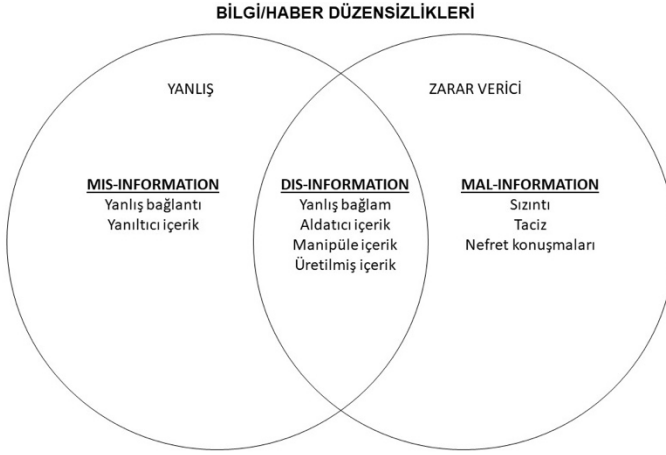 BİLGİ/HABER DÜZENSİZLİKLERİ
YANLIŞ
ZARAR VERİCİ
MIS-INFORMATION
Yanlış bağlantı
Yanıltıcı içerik
DIS-INFORMATION
Yanlış bağlam
Aldatıcı içerik
Manipüle içerik
Üretilmiş içerik
MAL-INFORMATION
Sızıntı
Taciz
Nefret konuşmaları